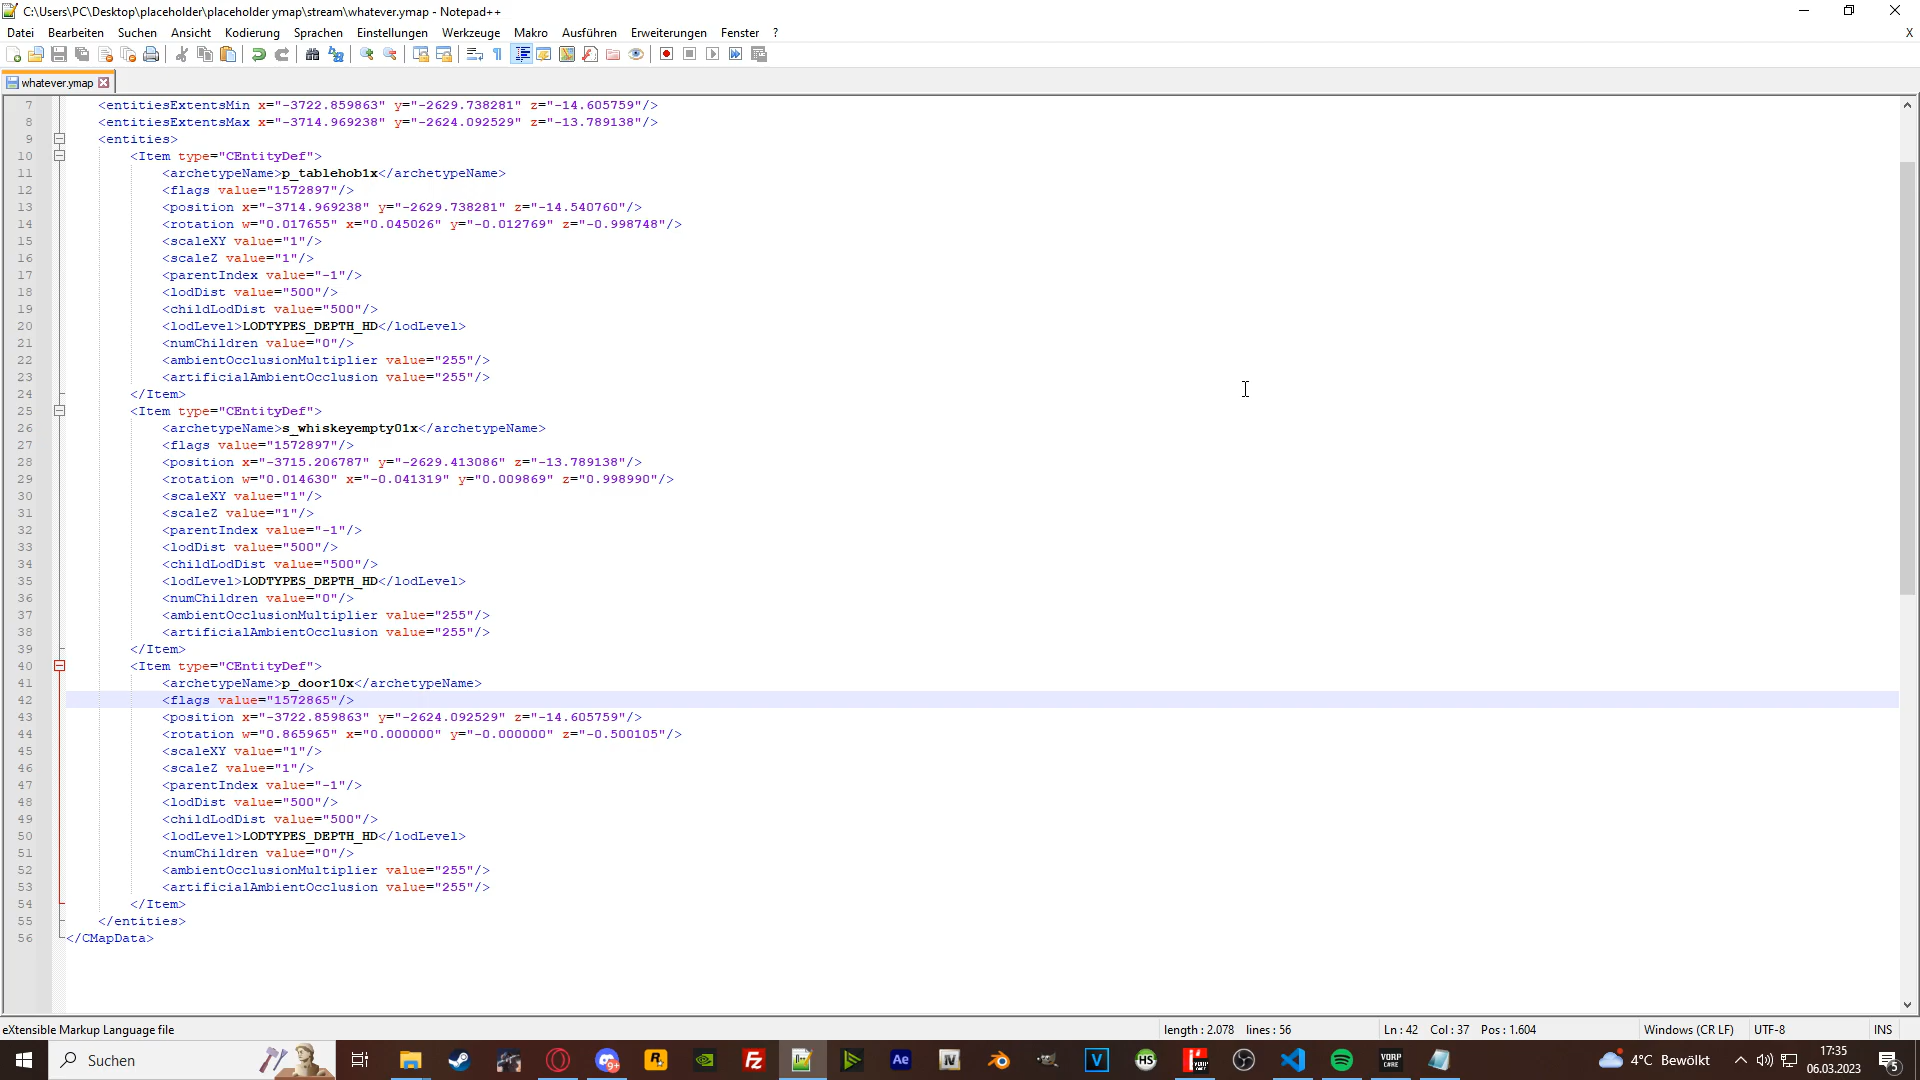 C:\Users\PC\Desktop\placeholder\placeholder ymap\stream\whatever.ymap - Notepad++
Datei Bearbeiten Suchen Ansicht Kodierung Sprachen Einstellungen Werkzeuge Makro Ausführen Erweiterungen Fenster ? X
whatever.ymap
7 <entitiesExtentsMin x="-3722.859863" y="-2629.738281" z="-14.605759"/>
8 <entitiesExtentsMax x="-3714.969238" y="-2624.092529" z="-13.789138"/>
9 <entities>
10 <Item type="CEntityDef">
11 <archetypeName>p_tablehob1x</archetypeName>
12 <flags value="1572897"/>
13 <position x="-3714.969238" y="-2629.738281" z="-14.540760"/>
14 <rotation w="0.017655" x="0.045026" y="-0.012769" z="-0.998748"/>
15 <scaleXY value="1"/>
16 <scaleZ value="1"/>
17 <parentIndex value="-1"/>
18 <lodDist value="500"/>
19 <childLodDist value="500"/>
20 <lodLevel>LODTYPES_DEPTH_HD</lodLevel>
21 <numChildren value="0"/>
22 <ambientOcclusionMultiplier value="255"/>
23 <artificialAmbientOcclusion value="255"/>
24 </Item>
25 <Item type="CEntityDef">
26 <archetypeName>s_whiskeyempty01x</archetypeName>
27 <flags value="1572897"/>
28 <position x="-3715.206787" y="-2629.413086" z="-13.789138"/>
29 <rotation w="0.014630" x="-0.041319" y="0.009869" z="0.998990"/>
30 <scaleXY value="1"/>
31 <scaleZ value="1"/>
32 <parentIndex value="-1"/>
33 <lodDist value="500"/>
34 <childLodDist value="500"/>
35 <lodLevel>LODTYPES_DEPTH_HD</lodLevel>
36 <numChildren value="0"/>
37 <ambientOcclusionMultiplier value="255"/>
38 <artificialAmbientOcclusion value="255"/>
39 </Item>
40 <Item type="CEntityDef">
41 <archetypeName>p_door10x</archetypeName>
42 <flags value="1572865"/>
43 <position x="-3722.859863" y="-2624.092529" z="-14.605759"/>
44 <rotation w="0.865965" x="0.000000" y="-0.000000" z="-0.500105"/>
45 <scaleXY value="1"/>
46 <scaleZ value="1"/>
47 <parentIndex value="-1"/>
48 <lodDist value="500"/>
49 <childLodDist value="500"/>
50 <lodLevel>LODTYPES_DEPTH_HD</lodLevel>
51 <numChildren value="0"/>
52 <ambientOcclusionMultiplier value="255"/>
53 <artificialAmbientOcclusion value="255"/>
54 </Item>
55 </entities>
56 </CMapData>
eXtensible Markup Language file length : 2.078 lines : 56 Ln : 42 Col : 37 Pos : 1.604 Windows (CR LF) UTF-8 INS
Suchen 4°C Bewölkt 17:35
06.03.2023 5